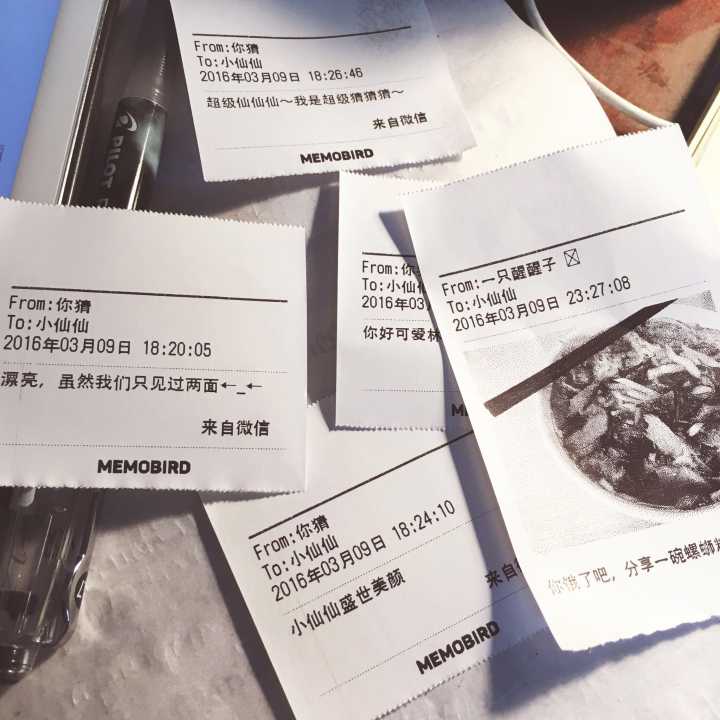 From:你猜
To:小仙仙
2016年03月09日 18:26:46
超级仙仙仙~我是超级猜猜猜~
来自微信
MEMOBIRD
PILOT
From:你猜
To:小仙仙
2016年03月09日 18:20:05
漂亮,虽然我们只见过两面←_←
来自微信
MEMOBIRD
From:你
To:小仙仙
2016年03月0
你好可爱林
M
From:一只醒醒子
To:小仙仙
2016年03月09日 23:27:08
你饿了吧,分享一碗螺蛳
From:你猜
To:小仙仙
2016年03月09日 18:24:10
小仙仙盛世美颜
来自
MEMOBIRD